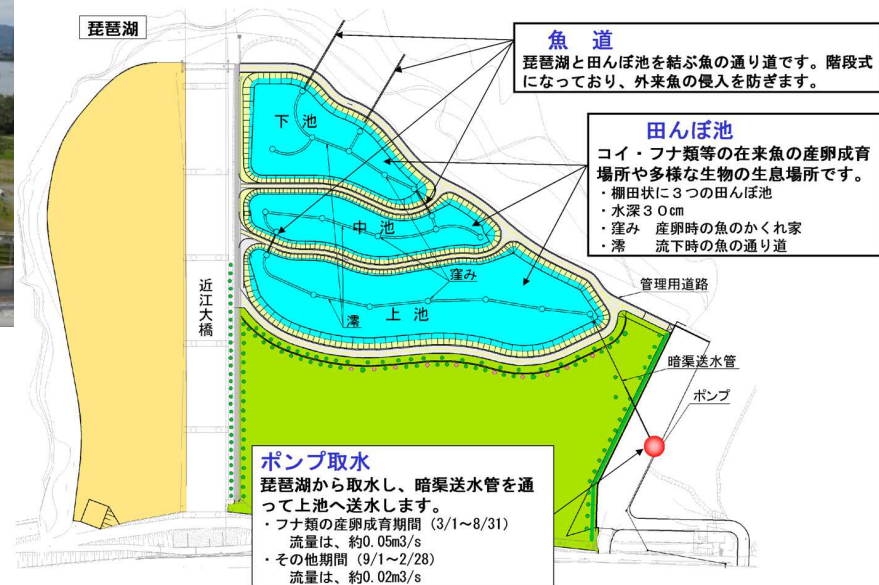 琵琶湖
魚 道
琵琶湖と田んぼ池を結ぶ魚の通り道です。階段式
になっており、外来魚の侵入を防ぎます。
下 池
田んぼ池
コイ・フナ類等の在来魚の産卵成育
場所や多様な生物の生息場所です。
・棚田状に３つの田んぼ池
・水深３０㎝
・窪み　産卵時の魚のかくれ家
・澪　　流下時の魚の通り道
中 池
窪み
管理用道路
近江大橋
澪
上 池
暗渠送水管
ポンプ
ポンプ取水
琵琶湖から取水し、暗渠送水管を通
って上池へ送水します。
・フナ類の産卵成育期間（3/1～8/31）
流量は、約0.05m3/s
・その他期間（9/1～2/28）
流量は、約0.02m3/s